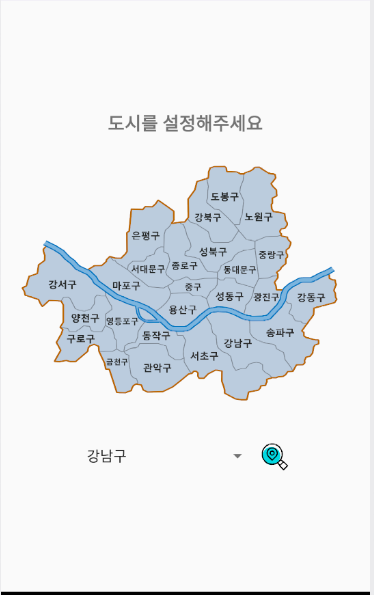 도시를 설정해주세요
도봉구
강북구
노원구
은평구
성북구
중랑구
서대문구
종로구
동대문구
강서구
마포구
중구
성동구
광진구
강동구
용산구
양천구
영등포구
동작구
송파구
구로구
강남구
서초구
금천구
관악구
강남구